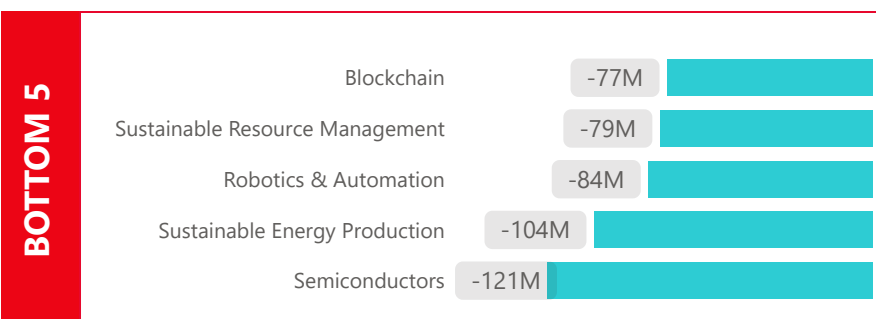 BOTTOM 5
Blockchain -77M
Sustainable Resource Management -79M
Robotics & Automation -84M
Sustainable Energy Production -104M
Semiconductors -121M